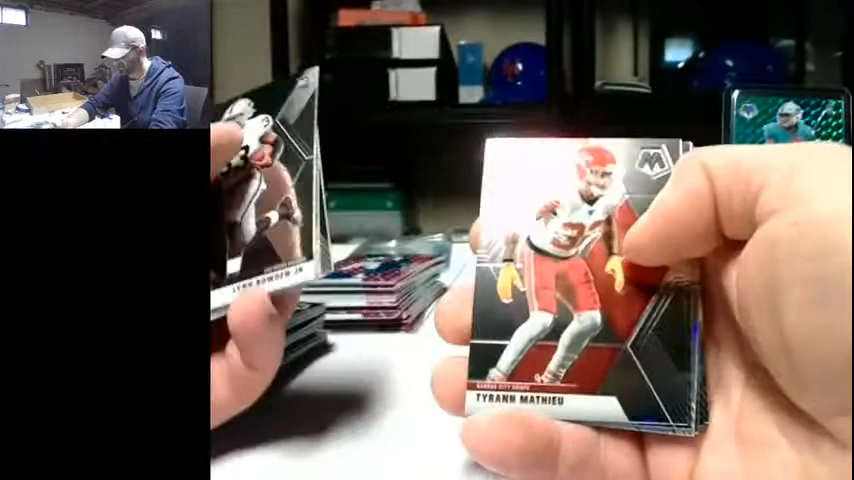 LYNN BOWDEN JR.
M
KANSAS CITY CHIEFS
TYRANN MATHIEU